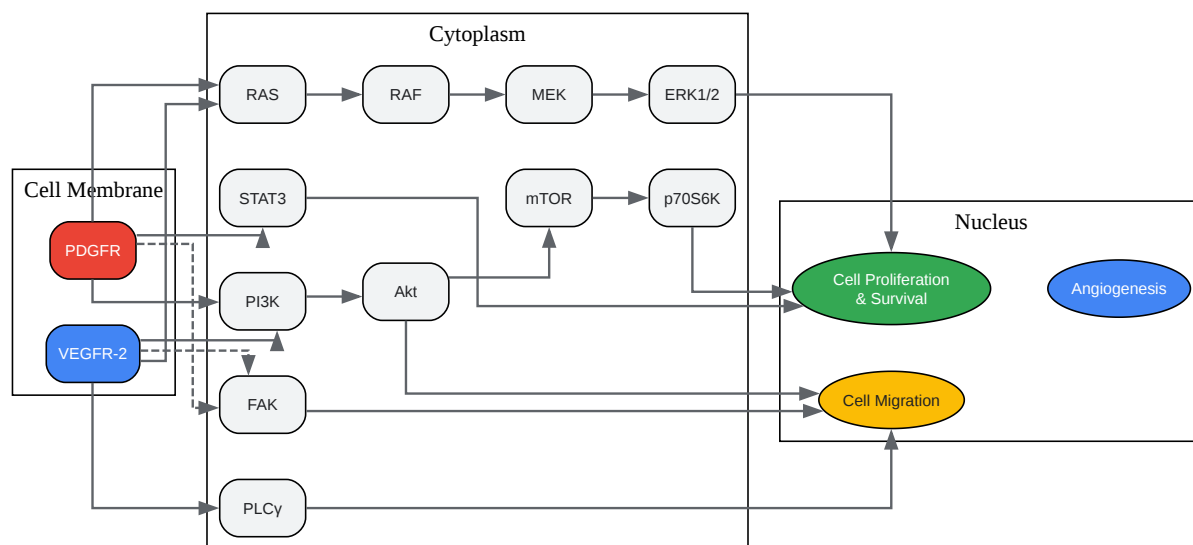 Cytoplasm
RAS
RAF
MEK
ERK1/2
Cell Membrane
STAT3
mTOR
p70S6K
Nucleus
PDGFR
PI3K
Akt
Cell Proliferation
& Survival
Angiogenesis
VEGFR-2
FAK
Cell Migration
PLCγ